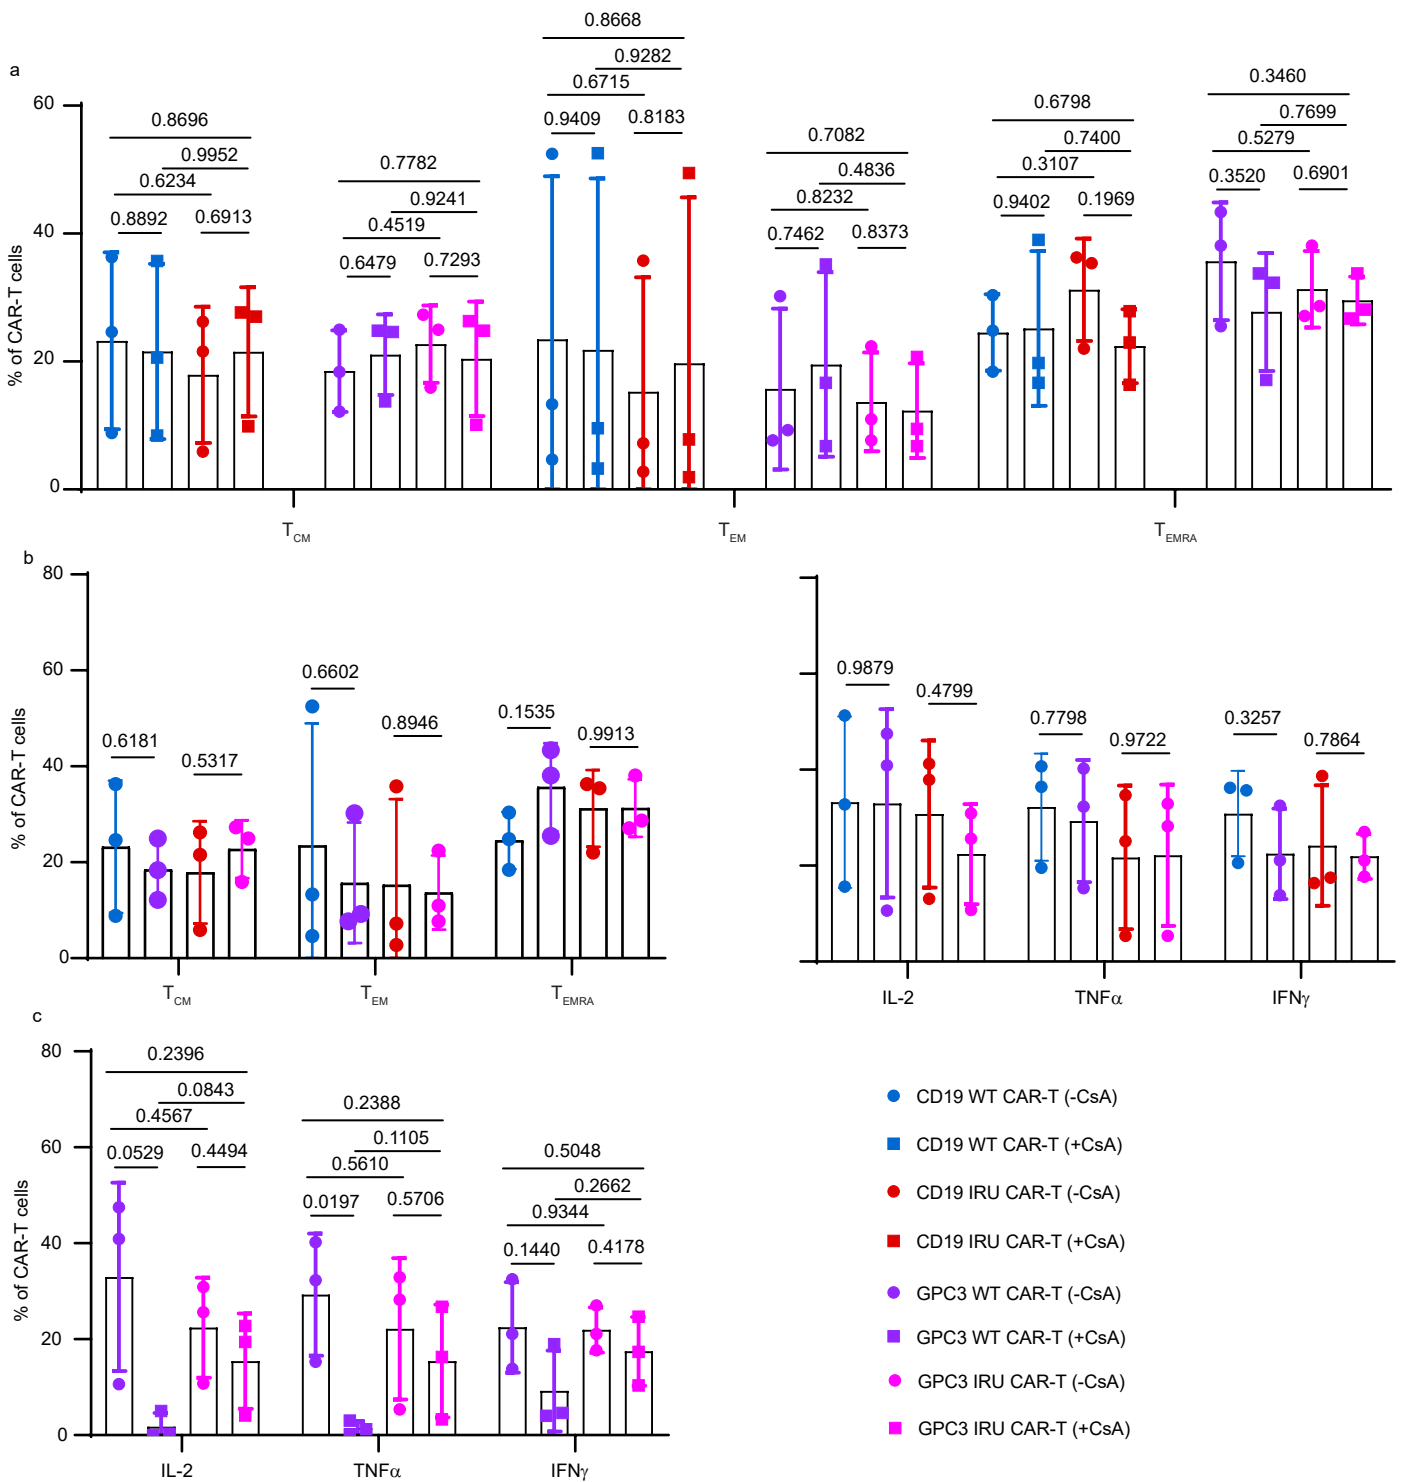 a
% of CAR-T cells
60
40
20
0
0.8696
0.9952
0.6234
0.8892
0.6913
0.7782
0.9241
0.4519
0.6479
0.7293
0.8668
0.9282
0.6715
0.9409
0.8183
0.7082
0.4836
0.8232
0.7462
0.8373
0.6798
0.7400
0.3107
0.9402
0.1969
0.3460
0.7699
0.5279
0.3520
0.6901
TCM
TEM
TEMRA
b
% of CAR-T cells
80
60
40
20
0
0.6181
0.5317
0.6602
0.8946
0.1535
0.9913
TCM
TEM
TEMRA
0.9879
0.4799
0.7798
0.9722
0.3257
0.7864
IL-2
TNFα
IFNγ
c
% of CAR-T cells
80
60
40
20
0
0.2396
0.0843
0.4567
0.0529
0.4494
0.2388
0.1105
0.5610
0.0197
0.5706
0.5048
0.2662
0.9344
0.1440
0.4178
IL-2
TNFα
IFNγ
CD19 WT CAR-T (-CsA)
CD19 WT CAR-T (+CsA)
CD19 IRU CAR-T (-CsA)
CD19 IRU CAR-T (+CsA)
GPC3 WT CAR-T (-CsA)
GPC3 WT CAR-T (+CsA)
GPC3 IRU CAR-T (-CsA)
GPC3 IRU CAR-T (+CsA)